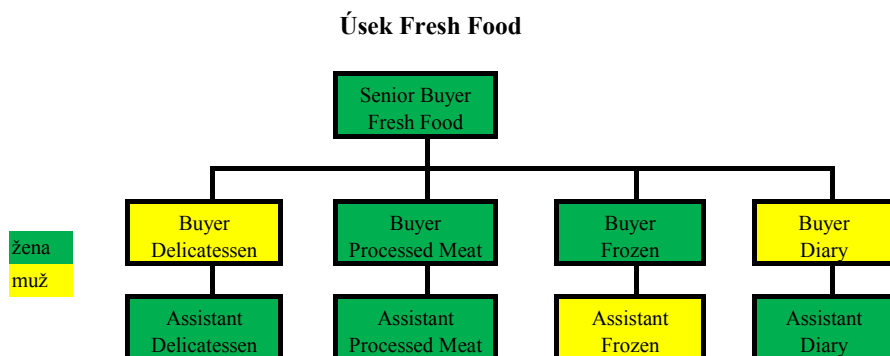 Úsek Fresh Food
Senior Buyer
Fresh Food
Buyer
Delicatessen
Buyer
Processed Meat
Buyer
Frozen
Buyer
Diary
žena
muž
Assistant
Delicatessen
Assistant
Processed Meat
Assistant
Frozen
Assistant
Diary